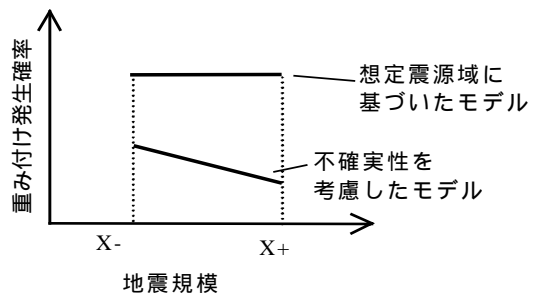 重み付け発生確率
想定震源域に
基づいたモデル
不確実性を
考慮したモデル
X-
X+
地震規模